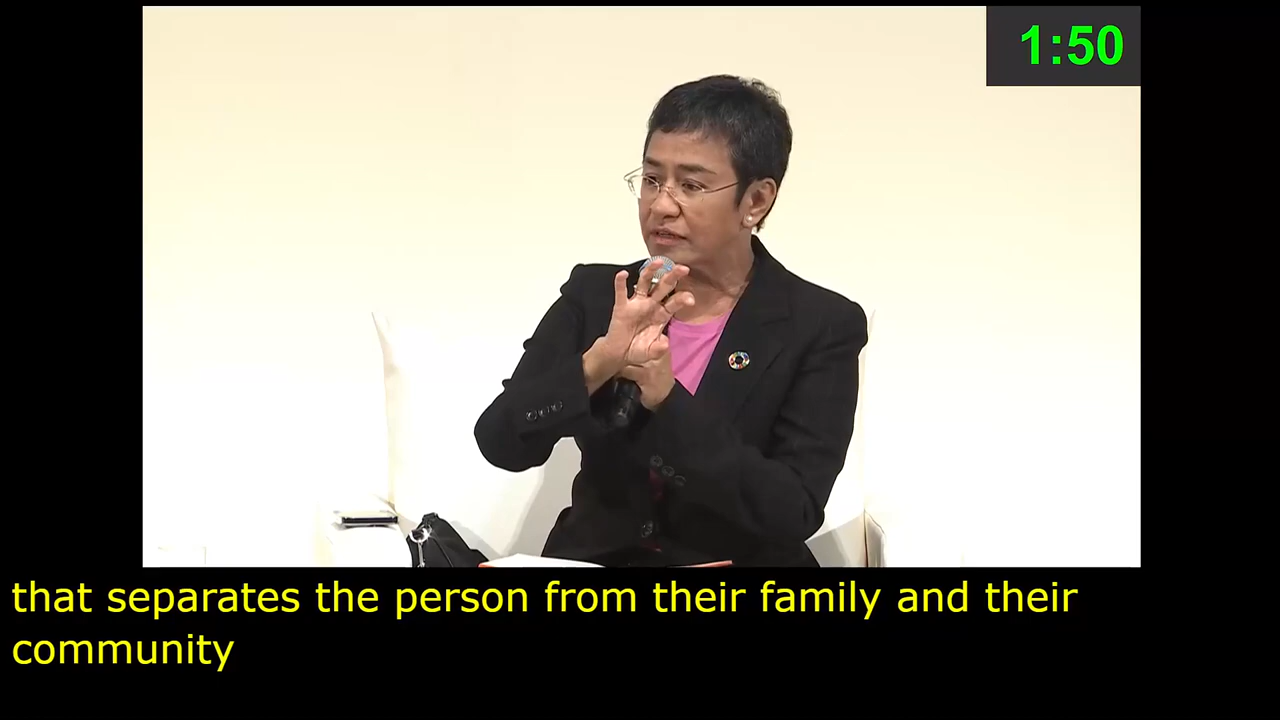 1:50
that separates the person from their family and their
community